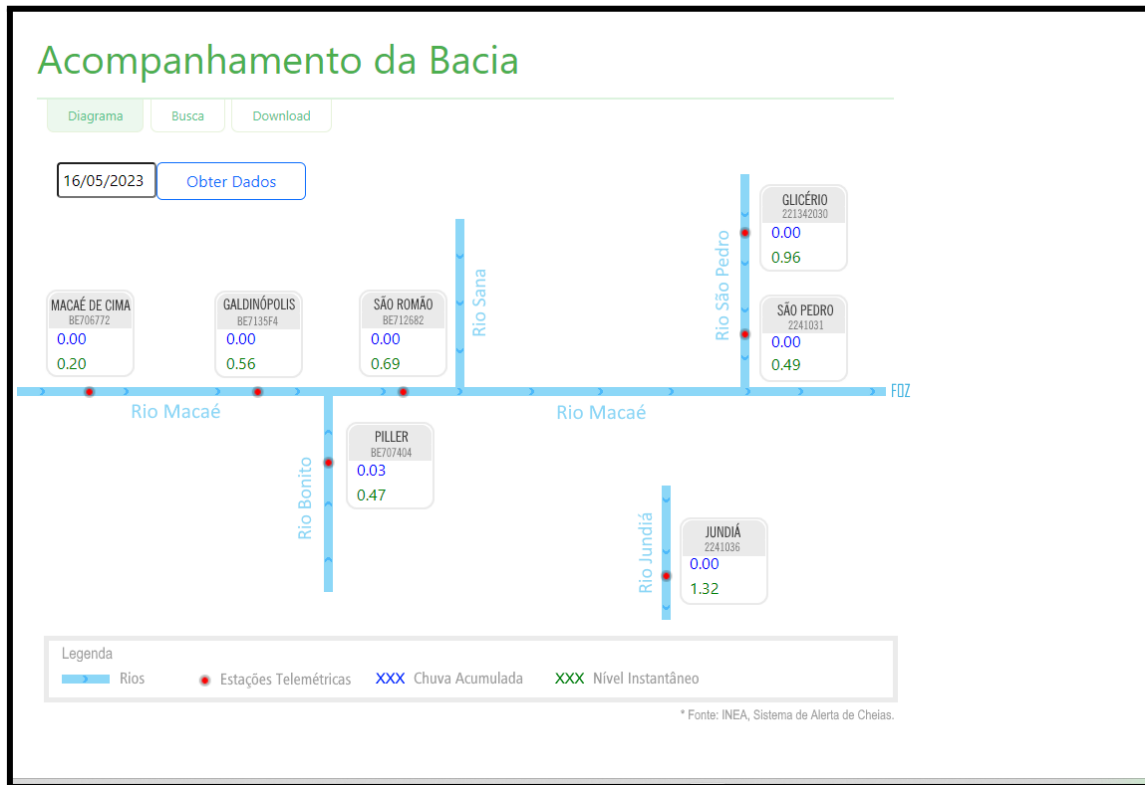 Acompanhamento da Bacia
Diagrama
Busca
Download
16/05/2023
Obter Dados
GLICÉRIO
221342030
0.00
0.96
Rio São Pedro
Rio Sana
MACAÉ DE CIMA
BE706772
0.00
0.20
GALDINÓPOLIS
BE7135F4
0.00
0.56
SÃO ROMÃO
BE712682
0.00
0.69
SÃO PEDRO
2241031
0.00
0.49
FOZ
Rio Macaé
Rio Macaé
PILLER
BE707404
0.03
0.47
Rio Bonito
Rio Jundiá
JUNDIÁ
2241036
0.00
1.32
Legenda
Rios
Estações Telemétricas
XXX Chuva Acumulada
XXX Nível Instantâneo
* Fonte: INEA, Sistema de Alerta de Cheias.